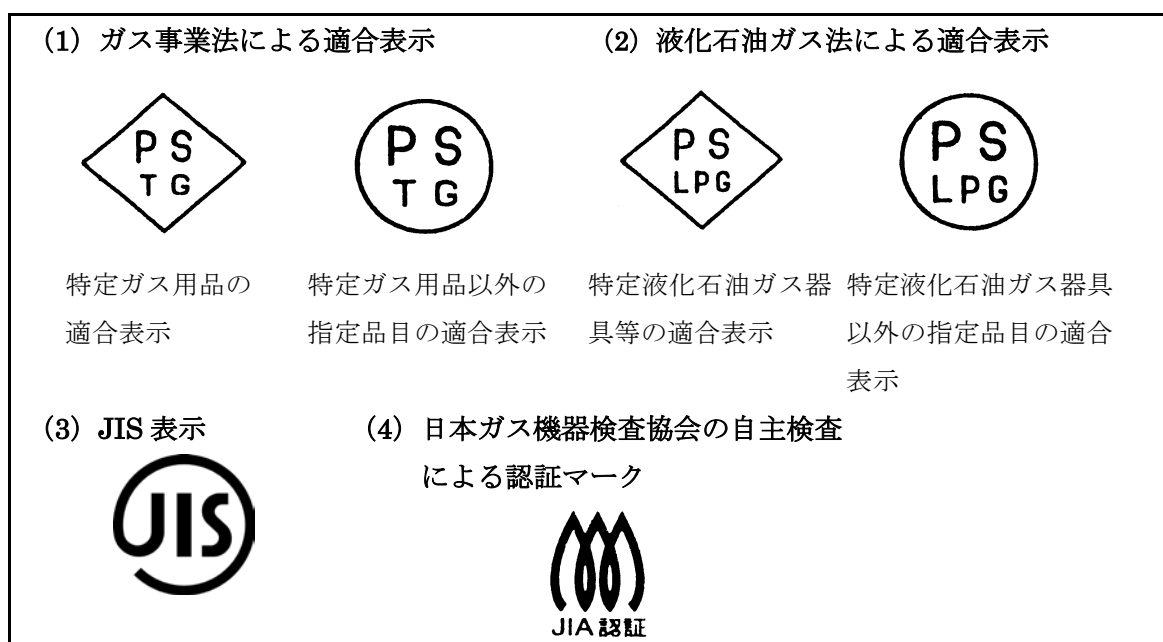 (1) ガス事業法による適合表示
(2) 液化石油ガス法による適合表示
P S
T G
P S
T G
P S
LPG
P S
LPG
特定ガス用品の
適合表示
特定ガス用品以外の
指定品目の適合表示
特定液化石油ガス器
具等の適合表示
特定液化石油ガス器具
以外の指定品目の適合
表示
(3) JIS 表示
JIS
(4) 日本ガス機器検査協会の自主検査
による認証マーク
JIA認証